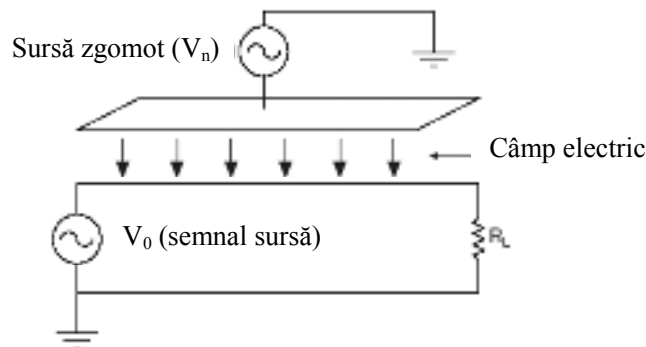 Sursă zgomot (Vn)
Câmp electric
V0 (semnal sursă)
RL